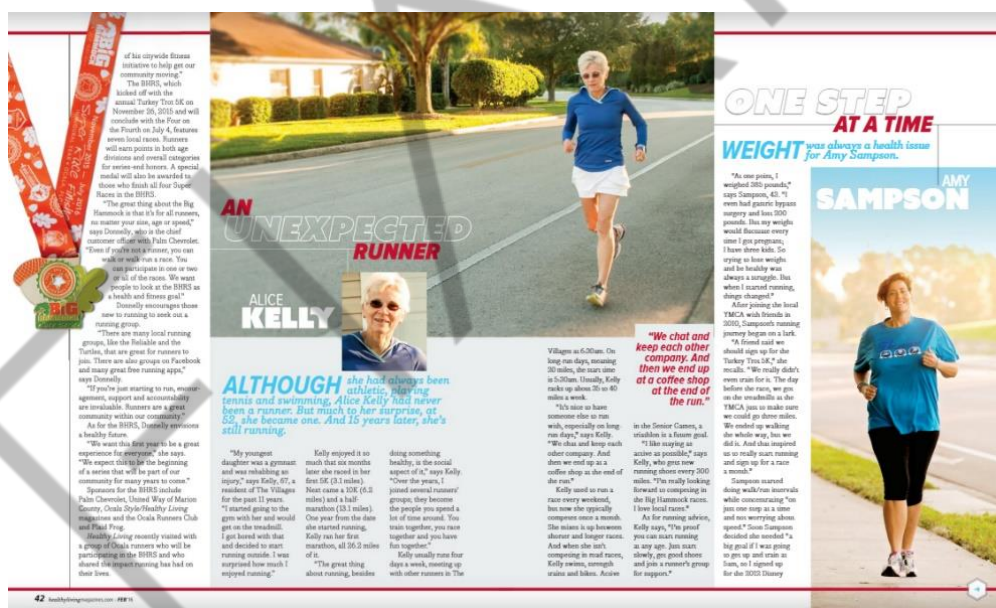 of his citywide fitness
initiative to help get our
community moving."
The BHRS, which
kicked off with the
annual Turkey Trot 5K on
November 26, 2015 and will
conclude with the Four on
the Fourth on July 4, features
seven local races. Runners
will earn points in both age
divisions and overall categories
for series-end honors. A special
medal will also be awarded to
those who finish all four Super
Races in the BHRS.
"The great thing about the Big
Hammock is that it's for all runners,
no matter your size, age or speed,"
says Donnelly, who is the chief
customer officer with Palm Chevrolet.
"Even if you're not a runner, you can
walk or walk-run a race. You
can participate in one or two
or all of the races. We want
people to look at the BHRS as
a health and fitness goal."
Donnelly encourages those
new to running to seek out a
running group.
"There are many local running
groups, like the Reliable and the
Turtles, that are great for runners to
join. There are also groups on Facebook
and many great free running apps,"
says Donnelly.
"If you're just starting to run, encour-
agement, support and accountability
are invaluable. Runners are a great
community within our community."
As for the BHRS, Donnelly envisions
a healthy future.
"We want this first year to be a great
experience for everyone," she says.
"We expect this to be the beginning
of a series that will be part of our
community for many years to come."
Sponsors for the BHRS include
Palm Chevrolet, United Way of Marion
County, Ocala Style/Healthy Living
magazines and the Ocala Runners Club
and Plaid Frog.
Healthy Living recently visited with
a group of Ocala runners who will be
participating in the BHRS and who
shared the impact running has had on
their lives.
BIG
BIG
AN
UNEXPECTED
RUNNER
ALICE
KELLY
ALTHOUGH she had always been
athletic, playing
tennis and swimming, Alice Kelly had never
been a runner. But much to her surprise, at
52, she became one. And 15 years later, she's
still running.
"My youngest
daughter was a gymnast
and was rehabbing an
injury," says Kelly, 67, a
resident of The Villages
for the past 11 years.
"I started going to the
gym with her and would
get on the treadmill.
I got bored with that
and decided to start
running outside. I was
surprised how much I
enjoyed running."
Kelly enjoyed it so
much that six months
later she raced in her
first 5K (3.1 miles).
Next came a 10K (6.2
miles) and a half-
marathon (13.1 miles).
One year from the date
she started running,
Kelly ran her first
marathon, all 26.2 miles
of it.
"The great thing
about running, besides
doing something
healthy, is the social
aspect of it," says Kelly.
"Over the years, I
joined several runners'
groups; they become
the people you spend a
lot of time around. You
train together, you race
together and you have
fun together."
Kelly usually runs four
days a week, meeting up
with other runners in The
Villages at 6:30am. On
long-run days, meaning
20 miles, the start time
is 5:30am. Usually, Kelly
racks up about 35 to 40
miles a week.
"It's nice to have
someone else to run
with, especially on long-
run days," says Kelly.
"We chat and keep each
other company. And
then we end up at a
coffee shop at the end of
the run."
Kelly used to run a
race every weekend,
but now she typically
competes once a month.
She mixes it up between
shorter and longer races.
And when she isn't
competing in road races,
Kelly swims, strength
trains and bikes. Active
"We chat and
keep each other
company. And
then we end up
at a coffee shop
at the end of
the run."
in the Senior Games, a
triathlon is a future goal.
"I like staying as
active as possible," says
Kelly, who gets new
running shoes every 300
miles. "I'm really looking
forward to competing in
the Big Hammock races.
I love local races."
As for running advice,
Kelly says, "I'm proof
you can start running
at any age. Just start
slowly, get good shoes
and join a runner's group
for support."
ONE STEP
AT A TIME
WEIGHT was always a health issue
for Amy Sampson.
"At one point, I
weighed 385 pounds,"
says Sampson, 42. "I
even had gastric bypass
surgery and lost 200
pounds. But my weight
would fluctuate every
time I got pregnant;
I have three kids. So
trying to lose weight
and be healthy was
always a struggle. But
when I started running,
things changed."
After joining the local
YMCA with friends in
2010, Sampson's running
journey began on a lark.
"A friend said we
should sign up for the
Turkey Trot 5K," she
recalls. "We really didn't
even train for it. The day
before the race, we got
on the treadmills at the
YMCA just to make sure
we could go three miles.
We ended up walking
the whole way, but we
did it. And that inspired
us to really start running
and sign up for a race
a month."
Sampson started
doing walk/run intervals
while concentrating "on
just one step at a time
and not worrying about
speed." Soon Sampson
decided she needed "a
big goal if I was going
to get up and train at
5am, so I signed up
for the 2012 Disney
AMY
SAMPSON
42 healthylivingmagazines.com FEB'16